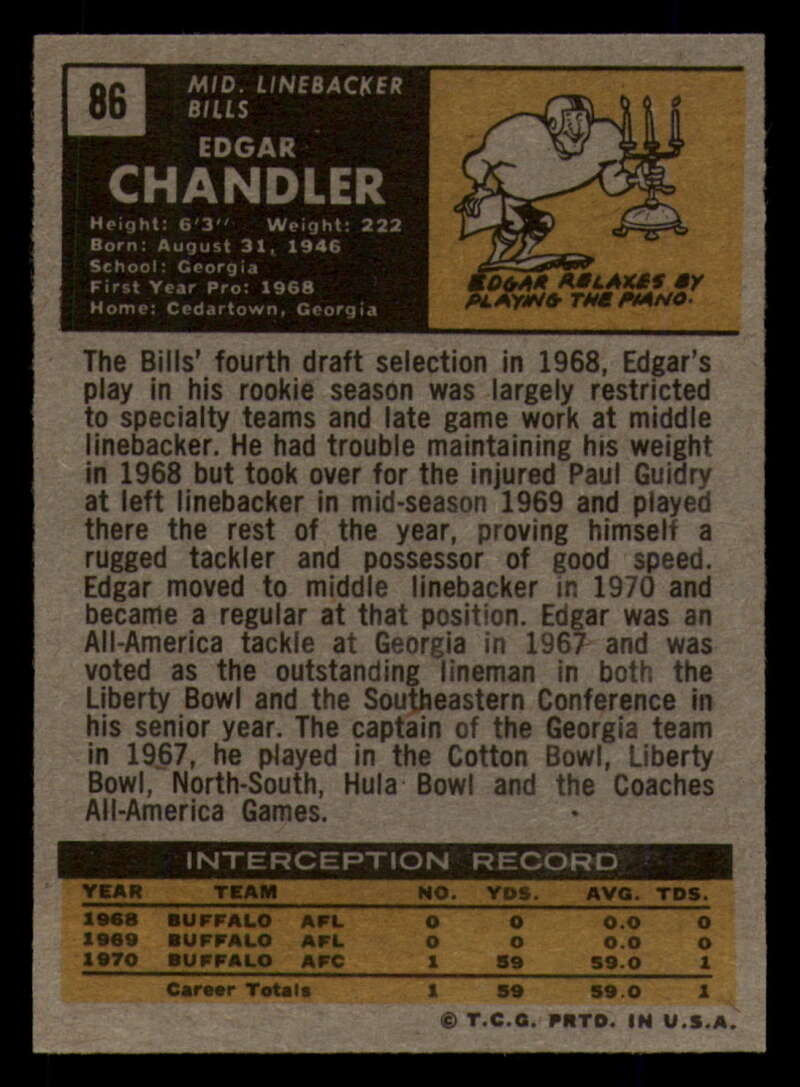 86
MID. LINEBACKER
BILLS
EDGAR
CHANDLER
Height: 6'3" Weight: 222
Born: August 31, 1946
School: Georgia
First Year Pro: 1968
Home: Cedartown, Georgia
EDGAR RELAXES BY
PLAYING THE PIANO.
The Bills' fourth draft selection in 1968, Edgar's
play in his rookie season was largely restricted
to specialty teams and late game work at middle
linebacker. He had trouble maintaining his weight
in 1968 but took over for the injured Paul Guidry
at left linebacker in mid-season 1969 and played
there the rest of the year, proving himself a
rugged tackler and possessor of good speed.
Edgar moved to middle linebacker in 1970 and
became a regular at that position. Edgar was an
All-America tackle at Georgia in 1967 and was
voted as the outstanding lineman in both the
Liberty Bowl and the Southeastern Conference in
his senior year. The captain of the Georgia team
in 1967, he played in the Cotton Bowl, Liberty
Bowl, North-South, Hula Bowl and the Coaches
All-America Games.
INTERCEPTION RECORD
YEAR TEAM NO. YDS. AVG. TDS.
1968 BUFFALO AFL 0 0 0.0 0
1969 BUFFALO AFL 0 0 0.0 0
1970 BUFFALO AFC 1 59 59.0 1
Career Totals 1 59 59.0 1
© T.C.G. PRTD. IN U.S.A.